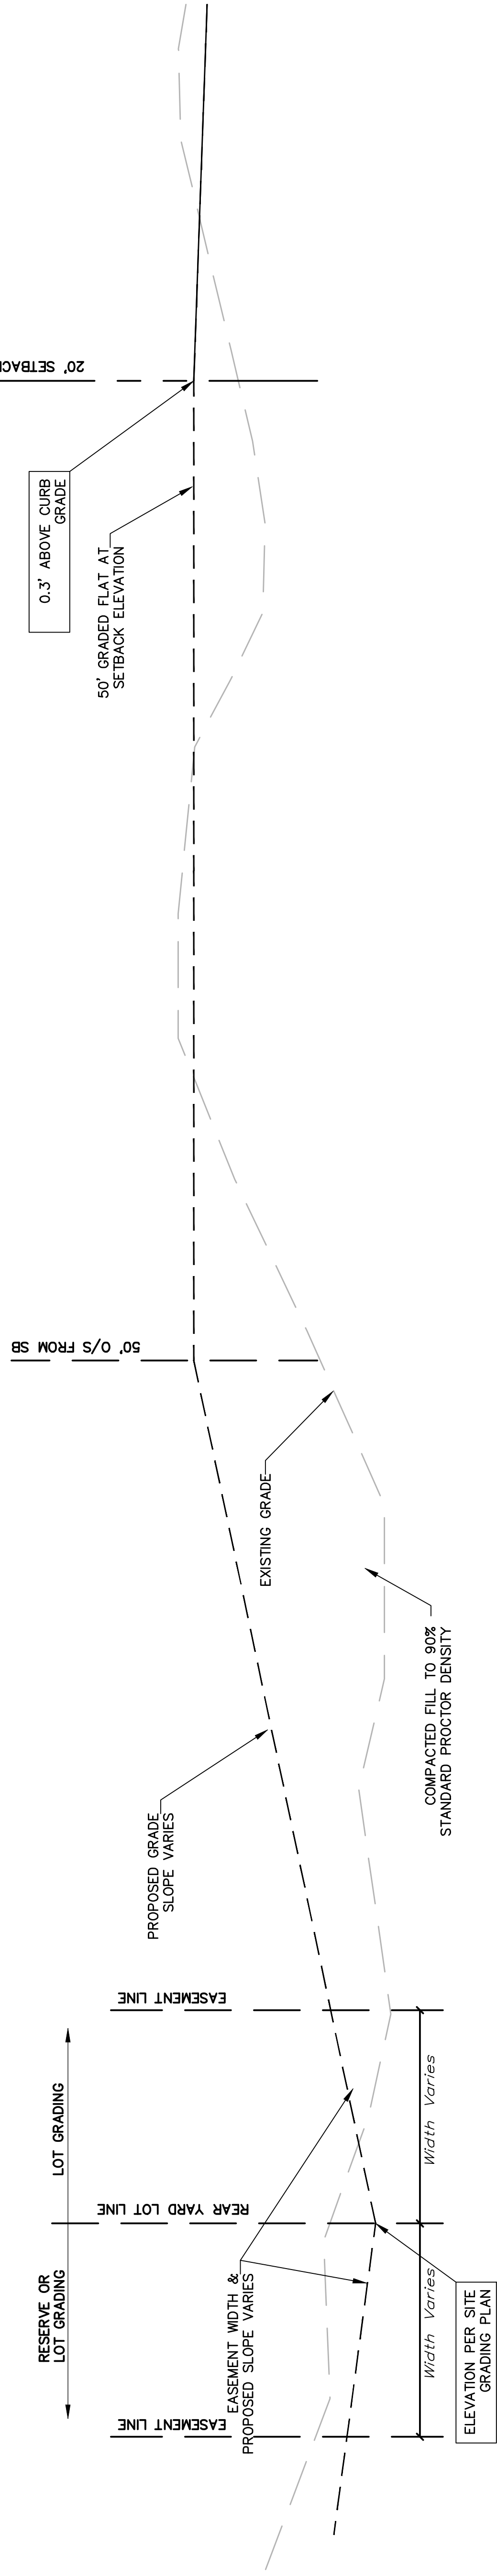 RESERVE OR
LOT GRADING
LOT GRADING
EASEMENT LINE
REAR YARD LOT LINE
EASEMENT LINE
EASEMENT WIDTH &
PROPOSED SLOPE VARIES
Width Varies
Width Varies
ELEVATION PER SITE
GRADING PLAN
PROPOSED GRADE
SLOPE VARIES
COMPACTED FILL TO 90%
STANDARD PROCTOR DENSITY
EXISTING GRADE
50' O/S FROM SB
50' GRADED FLAT AT
SETBACK ELEVATION
0.3' ABOVE CURB
GRADE
20' SETBACK